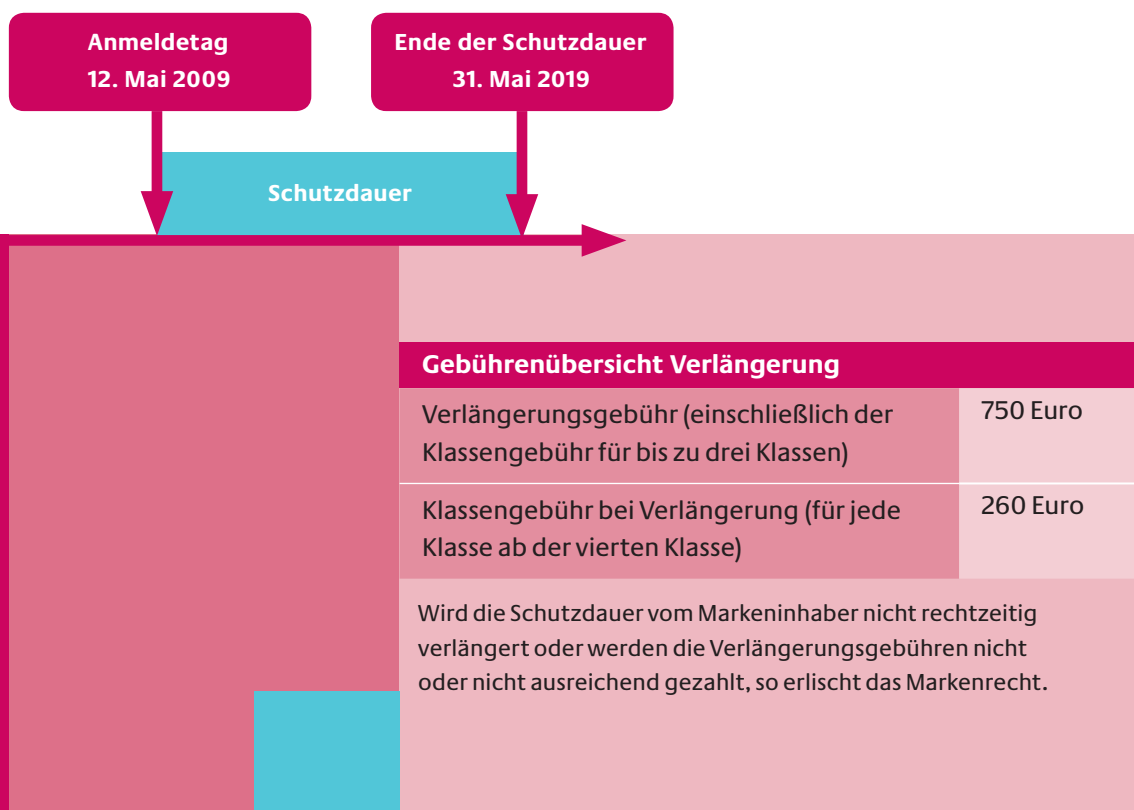 Anmeldetag
12. Mai 2009
Ende der Schutzdauer
31. Mai 2019
Schutzdauer
Gebührenübersicht Verlängerung
Verlängerungsgebühr (einschließlich der
Klassengebühr für bis zu drei Klassen)
750 Euro
Klassengebühr bei Verlängerung (für jede
Klasse ab der vierten Klasse)
260 Euro
Wird die Schutzdauer vom Markeninhaber nicht rechtzeitig
verlängert oder werden die Verlängerungsgebühren nicht
oder nicht ausreichend gezahlt, so erlischt das Markenrecht.